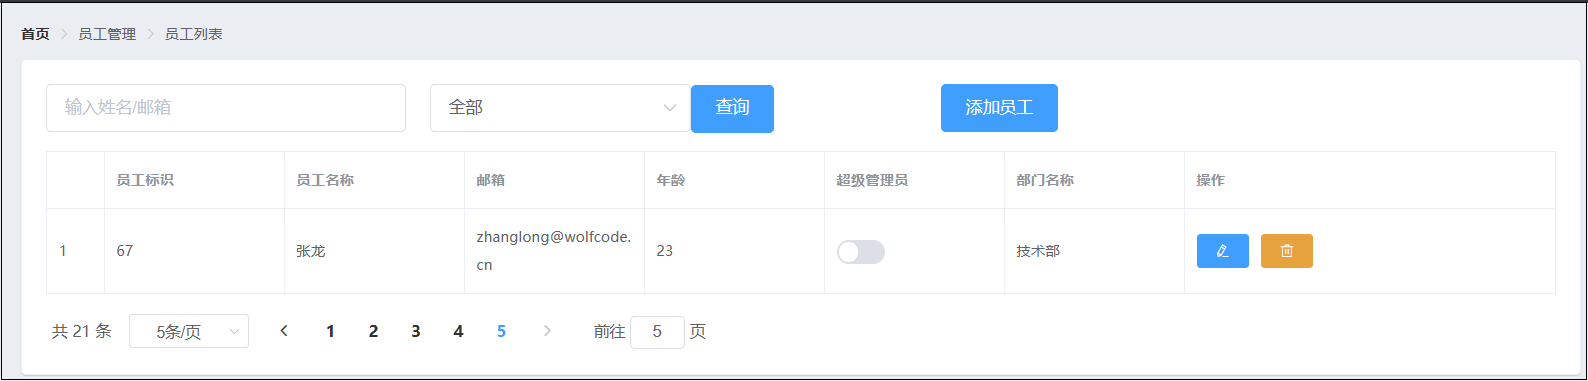 首页 > 员工管理 > 员工列表
输入姓名/邮箱 全部 查询 添加员工
员工标识 员工名称 邮箱 年龄 超级管理员 部门名称 操作
1 67 张龙 zhanglong@wolfcode.cn 23 技术部
共 21 条 5条/页 < 1 2 3 4 5 > 前往 5 页